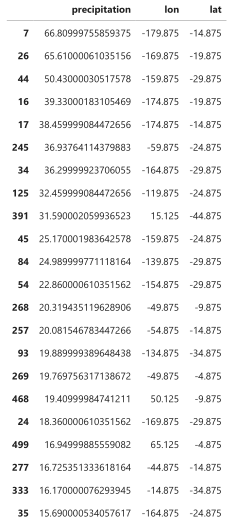 precipitation lon lat
7 66.80999755859375 -179.875 -14.875
26 65.61000061035156 -169.875 -19.875
44 50.43000030517578 -159.875 -29.875
16 39.33000183105469 -174.875 -19.875
17 38.459999084472656 -174.875 -14.875
245 36.93764114379883 -59.875 -24.875
34 36.29999923706055 -164.875 -29.875
125 32.459999084472656 -119.875 -24.875
391 31.590002059936523 15.125 -44.875
45 25.170001983642578 -159.875 -24.875
84 24.989999771118164 -139.875 -29.875
54 22.860000610351562 -154.875 -29.875
268 20.319435119628906 -49.875 -9.875
257 20.081546783447266 -54.875 -14.875
93 19.889999389648438 -134.875 -34.875
269 19.769756317138672 -49.875 -4.875
468 19.40999984741211 50.125 -9.875
24 18.360000610351562 -169.875 -29.875
499 16.94999885559082 65.125 -4.875
277 16.725351333618164 -44.875 -14.875
333 16.170000076293945 -14.875 -34.875
35 15.690000534057617 -164.875 -24.875